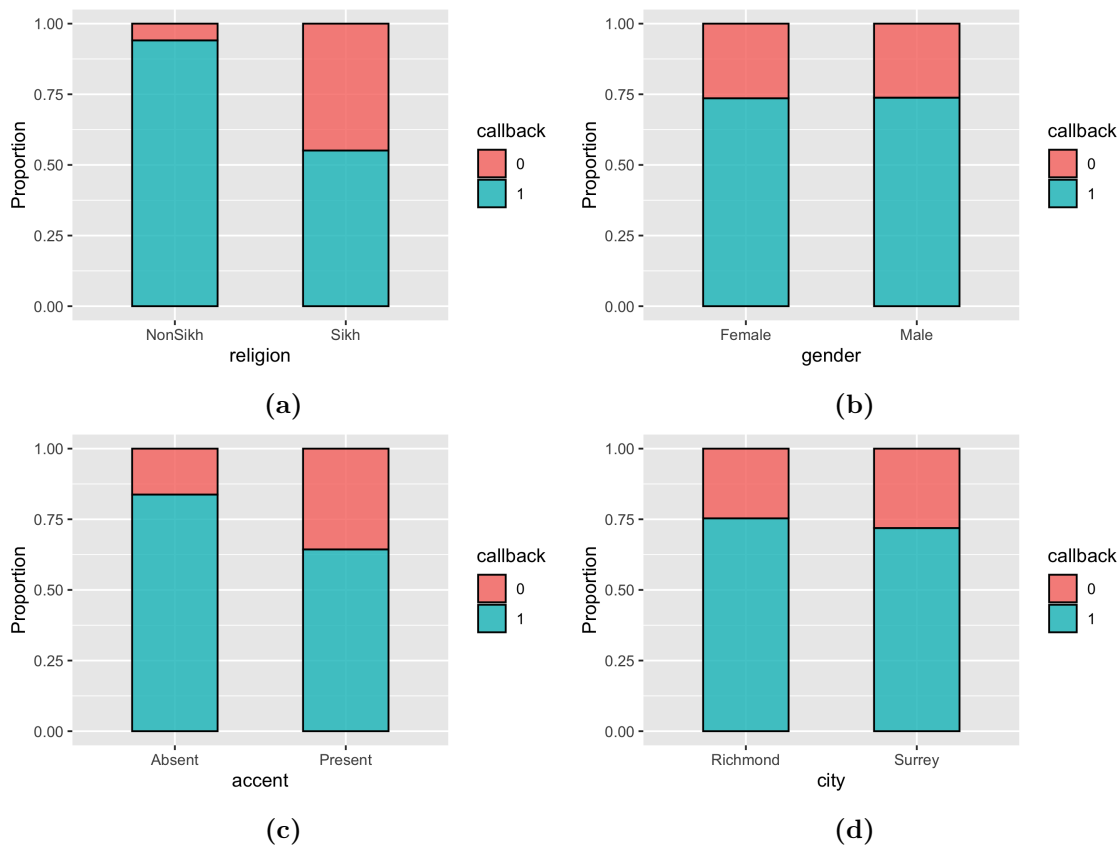 1.00
0.75
0.50
0.25
0.00
Proportion
NonSikh Sikh
religion
callback
0
1
(a)
1.00
0.75
0.50
0.25
0.00
Proportion
Female Male
gender
callback
0
1
(b)
1.00
0.75
0.50
0.25
0.00
Proportion
Absent Present
accent
callback
0
1
(c)
1.00
0.75
0.50
0.25
0.00
Proportion
Richmond Surrey
city
callback
0
1
(d)